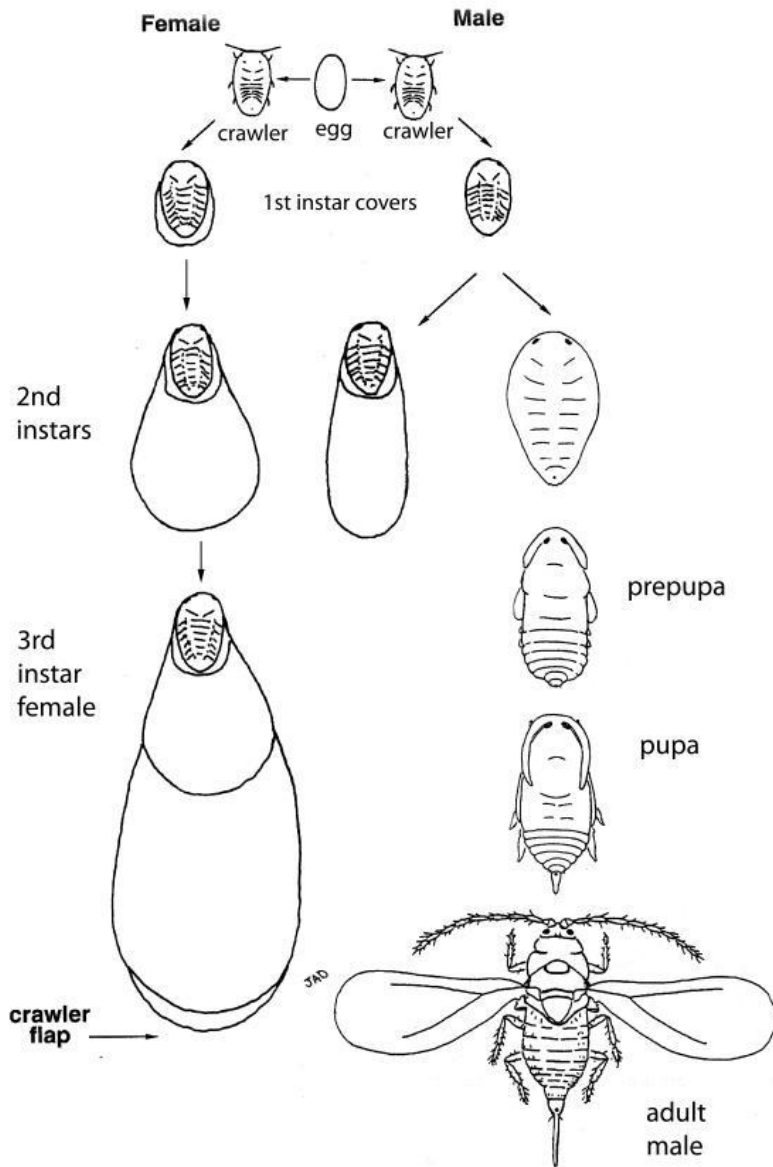 Female
Male
crawler
egg
crawler
1st instar covers
2nd
instars
prepupa
3rd
instar
female
pupa
JAD
crawler
flap
adult
male